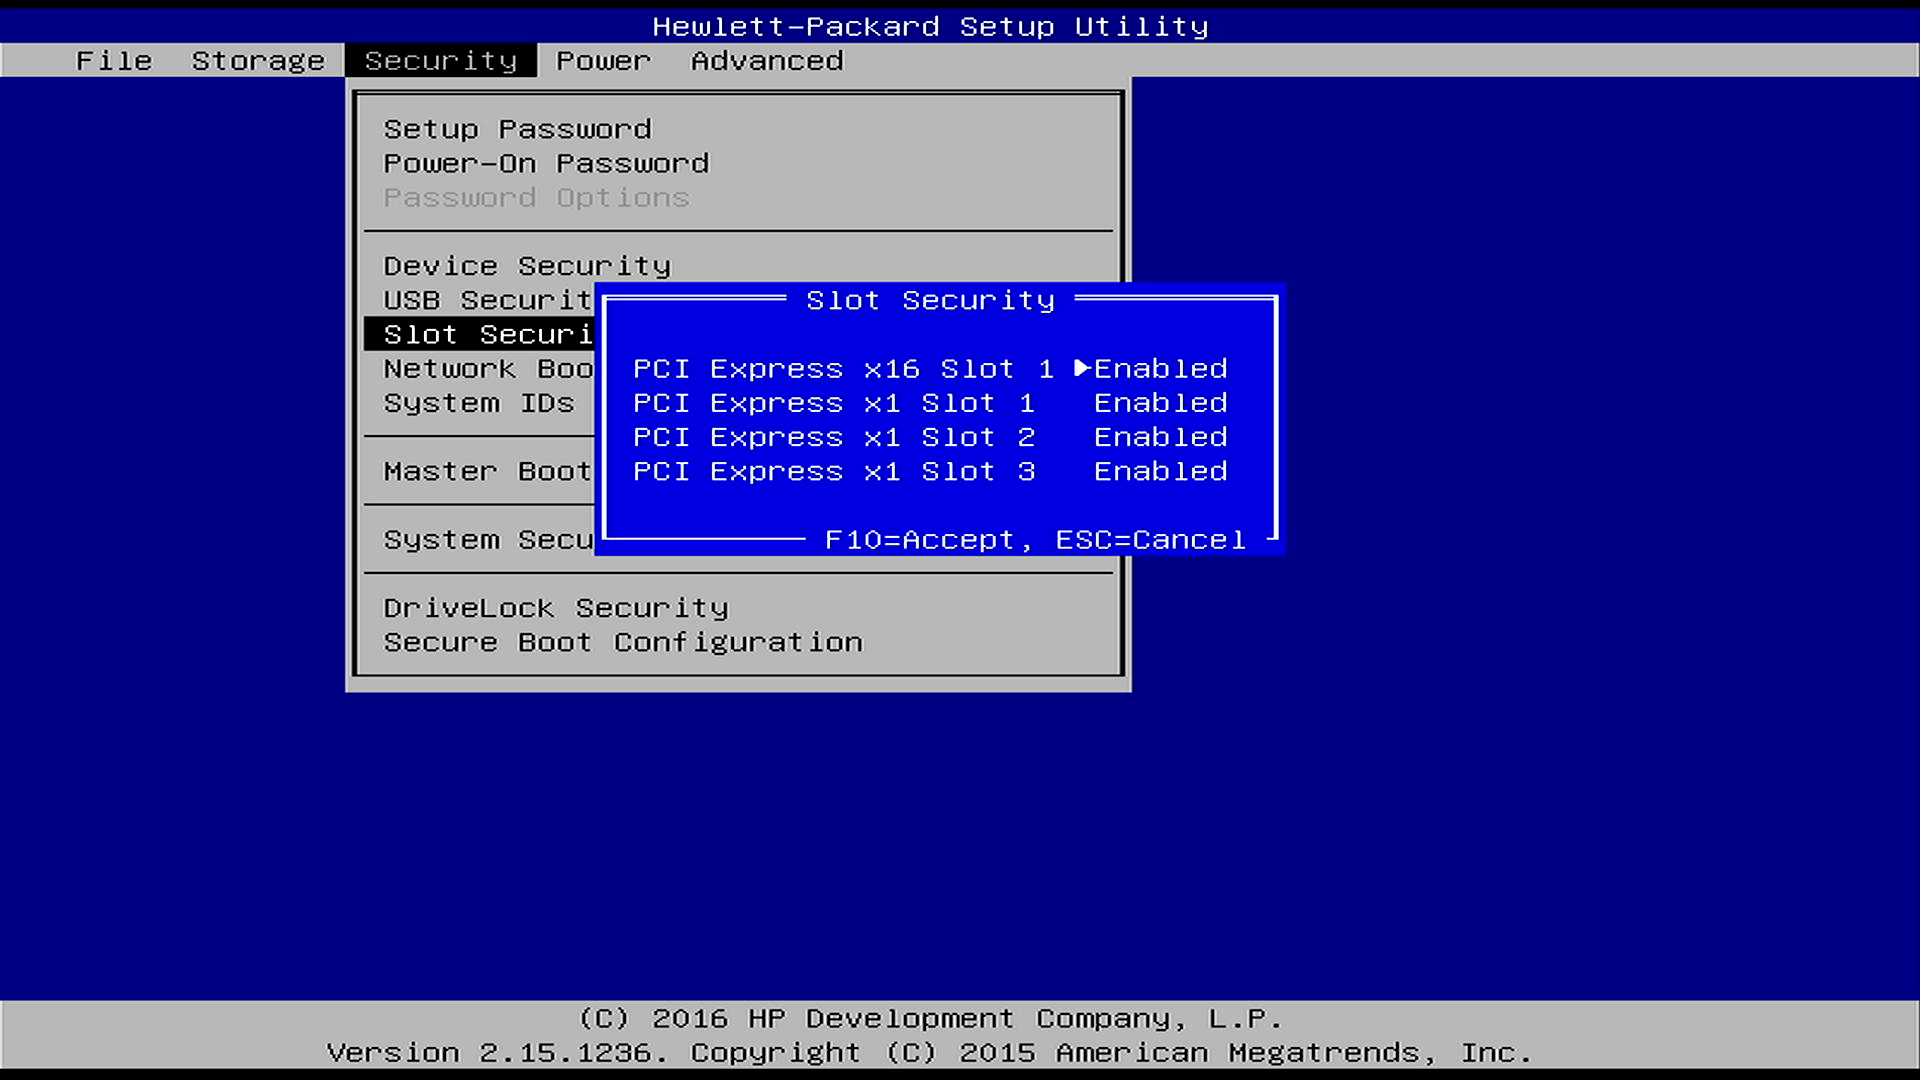 Hewlett-Packard Setup Utility
File Storage Security Power Advanced
Setup Password
Power-On Password
Password Options
Device Security
USB Securit
Slot Securi
Network Boo
System IDs
Master Boot
System Secu
DriveLock Security
Secure Boot Configuration
Slot Security
PCI Express x16 Slot 1 ▶Enabled
PCI Express x1 Slot 1 Enabled
PCI Express x1 Slot 2 Enabled
PCI Express x1 Slot 3 Enabled
F10=Accept, ESC=Cancel
(C) 2016 HP Development Company, L.P.
Version 2.15.1236. Copyright (C) 2015 American Megatrends, Inc.